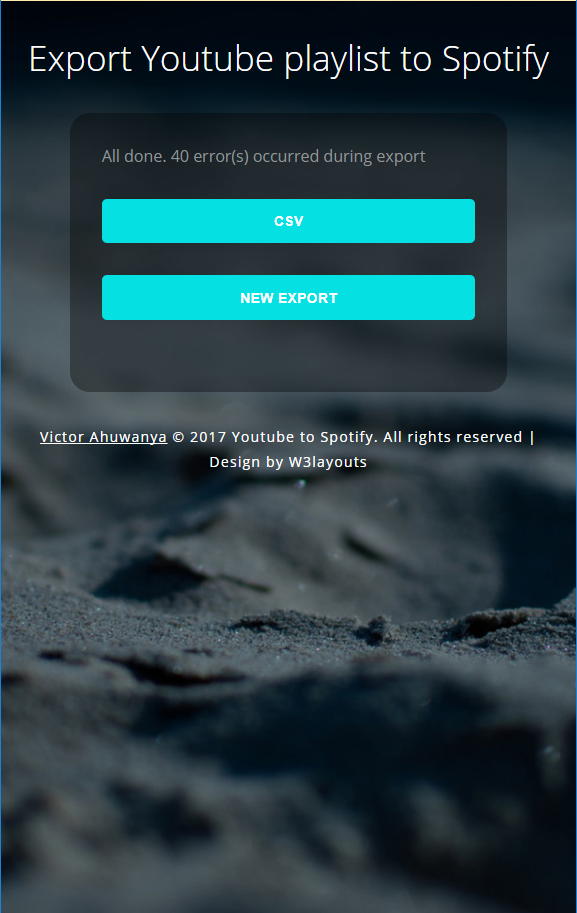 Export Youtube playlist to Spotify
All done. 40 error(s) occurred during export
CSV
NEW EXPORT
Victor Ahuwanya © 2017 Youtube to Spotify. All rights reserved |
Design by W3layouts